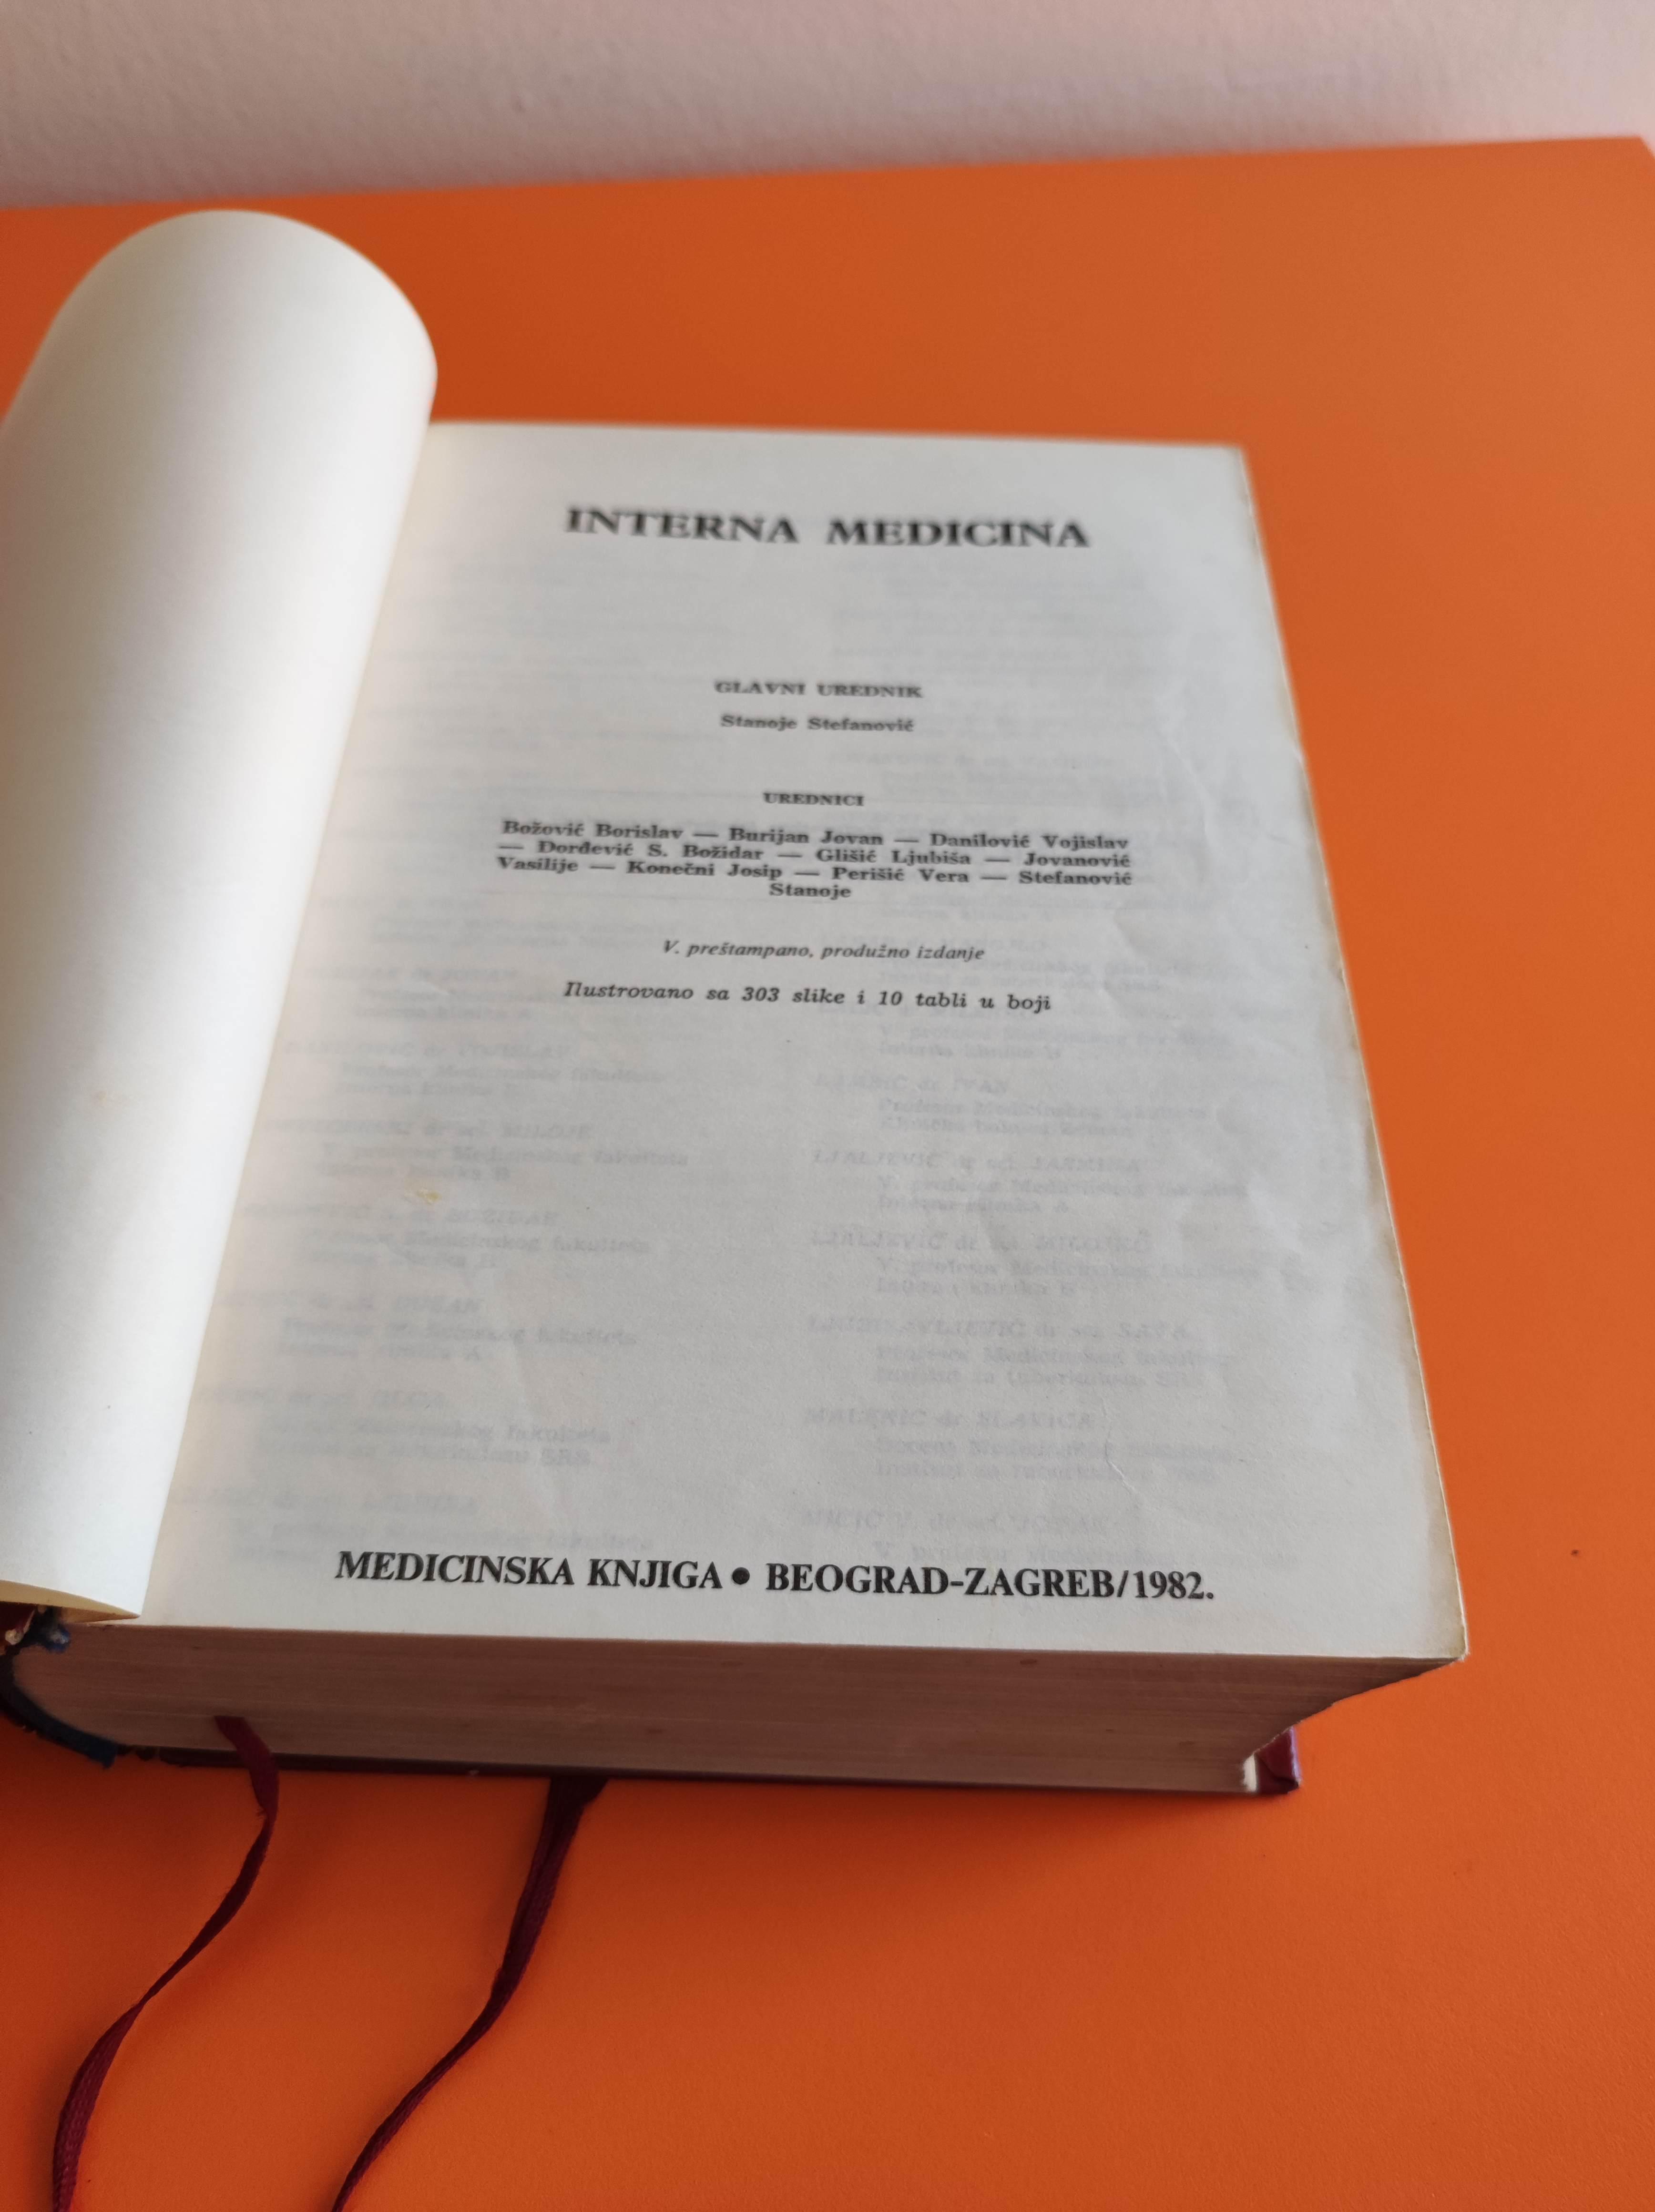 INTERNA MEDICINA
GLAVNI UREDNIK
Stanoje Stefanović
UREDNICI
Božović Borislav — Burijan Jovan — Danilović Vojislav
— Đorđević S. Božidar — Glišić Ljubiša — Jovanović
Vasilije — Konečni Josip — Perišić Vera — Stefanović
Stanoje
V. preštampano, produžno izdanje
Ilustrovano sa 303 slike i 10 tabli u boji
MEDICINSKA KNJIGA • BEOGRAD-ZAGREB/1982.